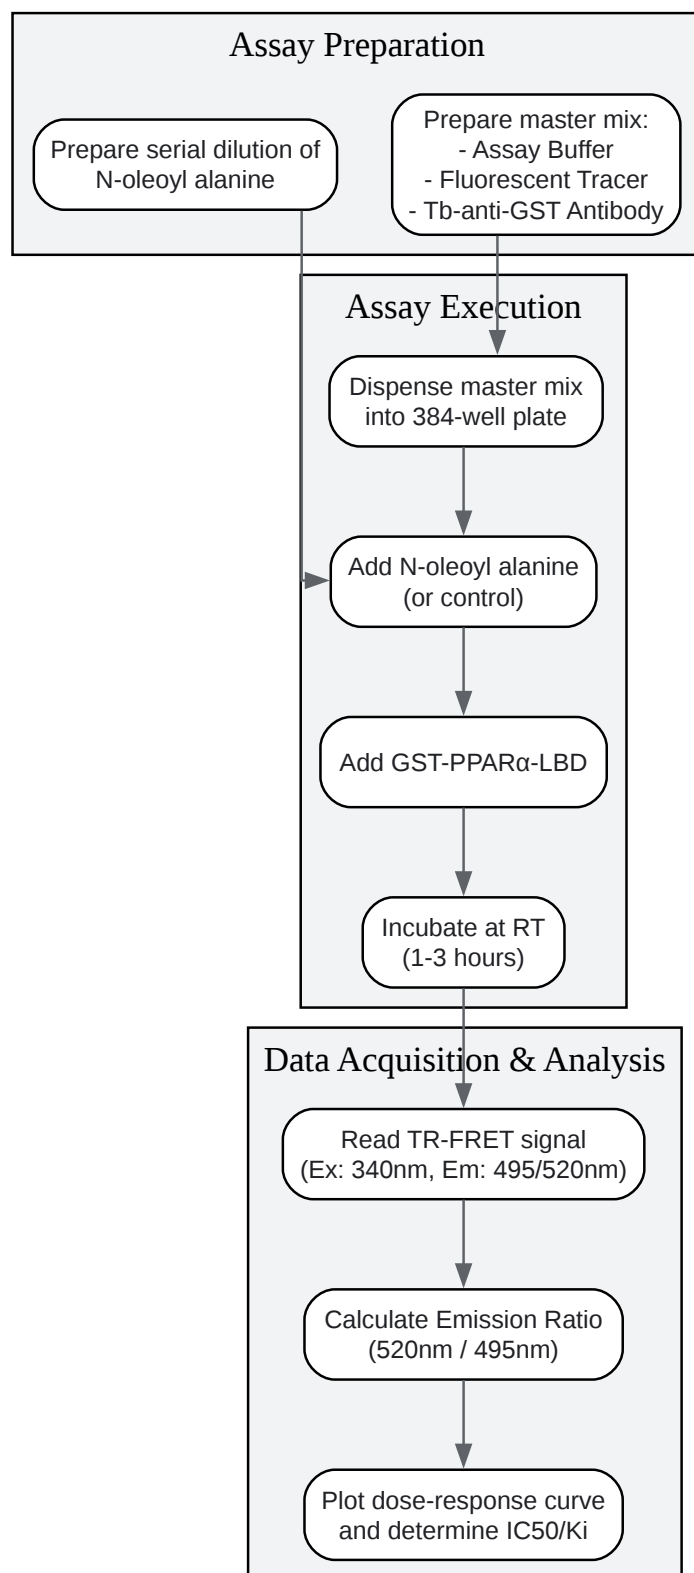 Assay Preparation
Prepare serial dilution of
N-oleoyl alanine
Prepare master mix:
- Assay Buffer
- Fluorescent Tracer
- Tb-anti-GST Antibody
Assay Execution
Dispense master mix
into 384-well plate
Add N-oleoyl alanine
(or control)
Add GST-PPARα-LBD
Incubate at RT
(1-3 hours)
Data Acquisition & Analysis
Read TR-FRET signal
(Ex: 340nm, Em: 495/520nm)
Calculate Emission Ratio
(520nm / 495nm)
Plot dose-response curve
and determine IC50/Ki